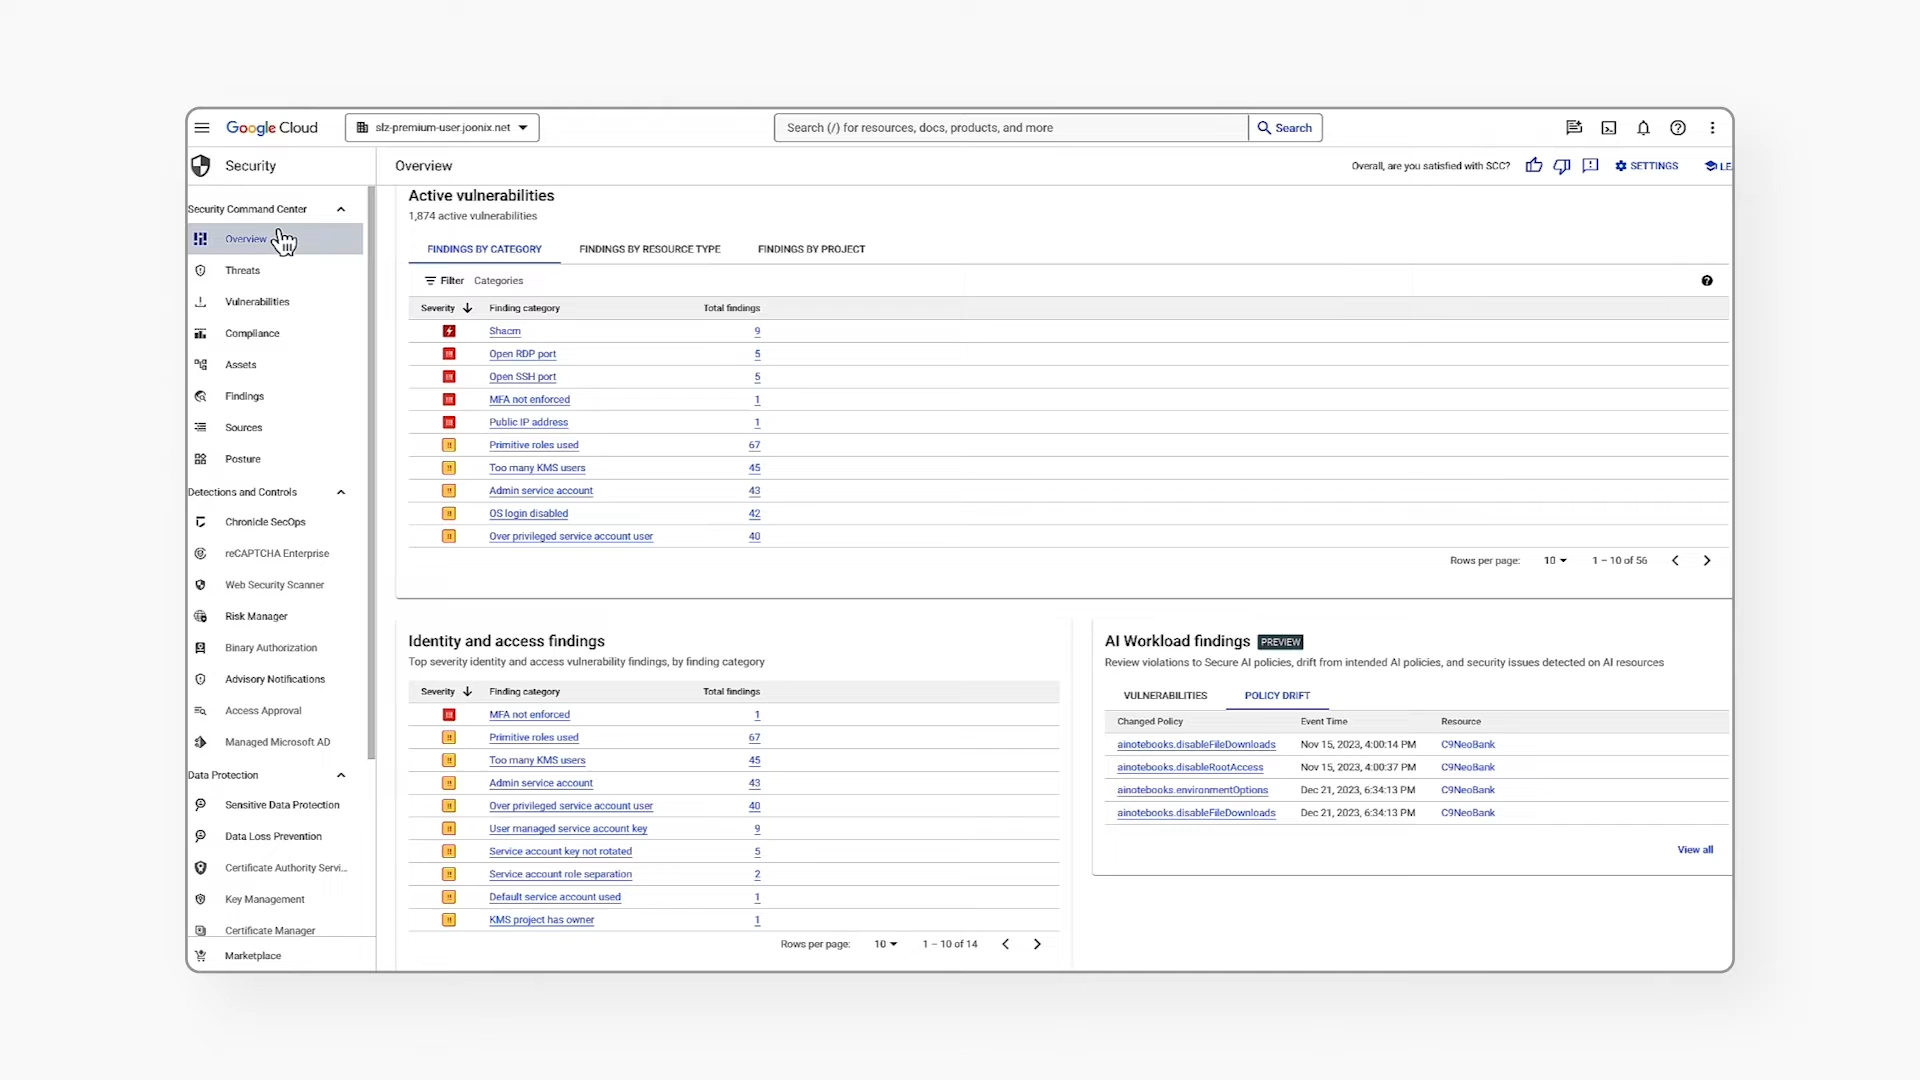 Google Cloud
slz-premium-user.joonix.net
Search (/) for resources, docs, products, and more
Search
Security
Overview
Overall, are you satisfied with SCC?
SETTINGS
LE
Security Command Center
Overview
Threats
Vulnerabilities
Compliance
Assets
Findings
Sources
Posture
Detections and Controls
Chronicle SecOps
reCAPTCHA Enterprise
Web Security Scanner
Risk Manager
Binary Authorization
Advisory Notifications
Access Approval
Managed Microsoft AD
Data Protection
Sensitive Data Protection
Data Loss Prevention
Certificate Authority Servi...
Key Management
Certificate Manager
Marketplace
Active vulnerabilities
1,874 active vulnerabilities
FINDINGS BY CATEGORY FINDINGS BY RESOURCE TYPE FINDINGS BY PROJECT
Filter Categories
Severity Finding category Total findings
Shacm 9
Open RDP port 5
Open SSH port 5
MFA not enforced 1
Public IP address 1
Primitive roles used 67
Too many KMS users 45
Admin service account 43
OS login disabled 42
Over privileged service account user 40
Rows per page: 10 1 – 10 of 56
Identity and access findings
Top severity identity and access vulnerability findings, by finding category
Severity Finding category Total findings
MFA not enforced 1
Primitive roles used 67
Too many KMS users 45
Admin service account 43
Over privileged service account user 40
User managed service account key 9
Service account key not rotated 5
Service account role separation 2
Default service account used 1
KMS project has owner 1
Rows per page: 10 1 – 10 of 14
AI Workload findings PREVIEW
Review violations to Secure AI policies, drift from intended AI policies, and security issues detected on AI resources
VULNERABILITIES POLICY DRIFT
Changed Policy Event Time Resource
ainotebooks.disableFileDownloads Nov 15, 2023, 4:00:14 PM C9NeoBank
ainotebooks.disableRootAccess Nov 15, 2023, 4:00:37 PM C9NeoBank
ainotebooks.environmentOptions Dec 21, 2023, 6:34:13 PM C9NeoBank
ainotebooks.disableFileDownloads Dec 21, 2023, 6:34:13 PM C9NeoBank
View all